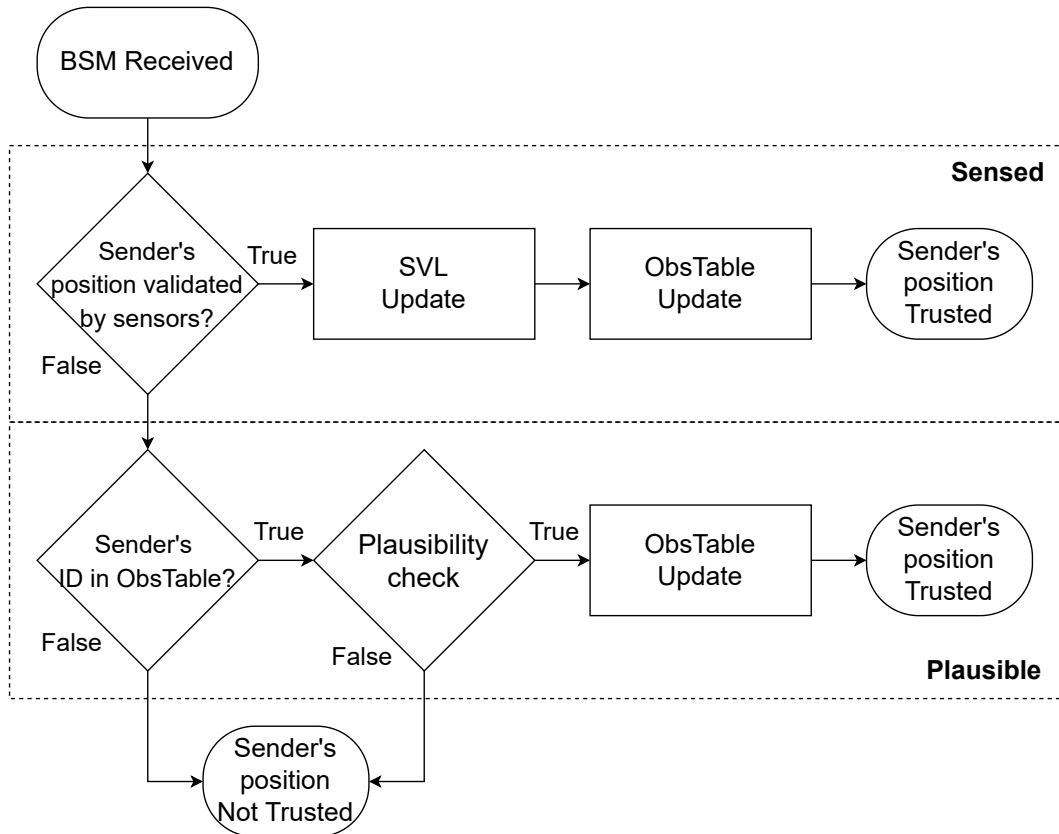 BSM Received
Sensed
Sender's
position validated
by sensors?
True
False
SVL
Update
ObsTable
Update
Sender's
position
Trusted
Sender's
ID in ObsTable?
True
False
Plausibility
check
True
False
ObsTable
Update
Sender's
position
Trusted
Plausible
Sender's
position
Not Trusted